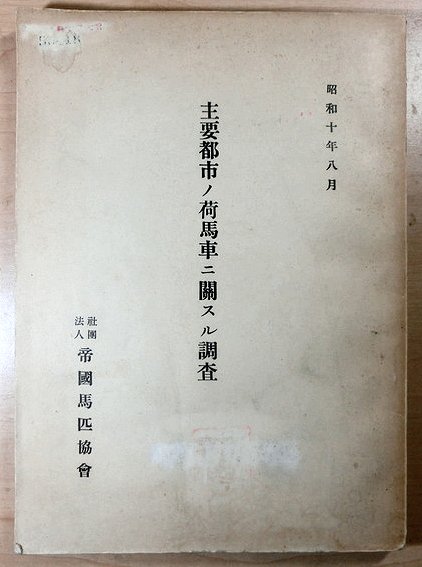 昭和十年八月
主要都市ノ荷馬車ニ關スル調査
社團法人 帝國馬匹協會